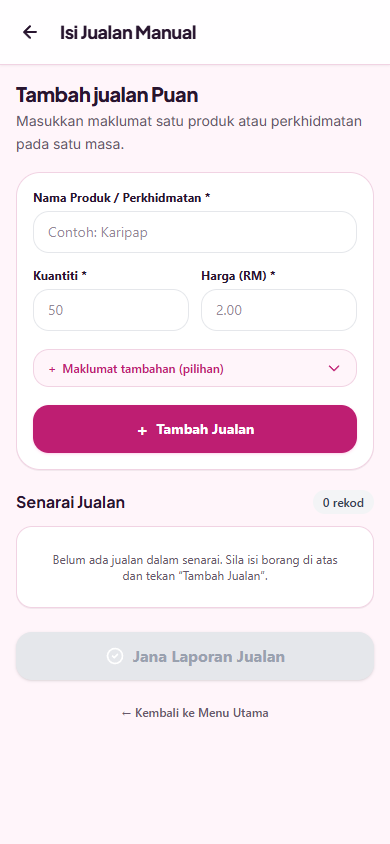 Isi Jualan Manual
Tambah jualan Puan
Masukkan maklumat satu produk atau perkhidmatan
pada satu masa.
Nama Produk / Perkhidmatan *
Contoh: Karipap
Kuantiti *
Harga (RM) *
50
2.00
+ Maklumat tambahan (pilihan)
+ Tambah Jualan
Senarai Jualan
0 rekod
Belum ada jualan dalam senarai. Sila isi borang di atas
dan tekan "Tambah Jualan".
Jana Laporan Jualan
← Kembali ke Menu Utama